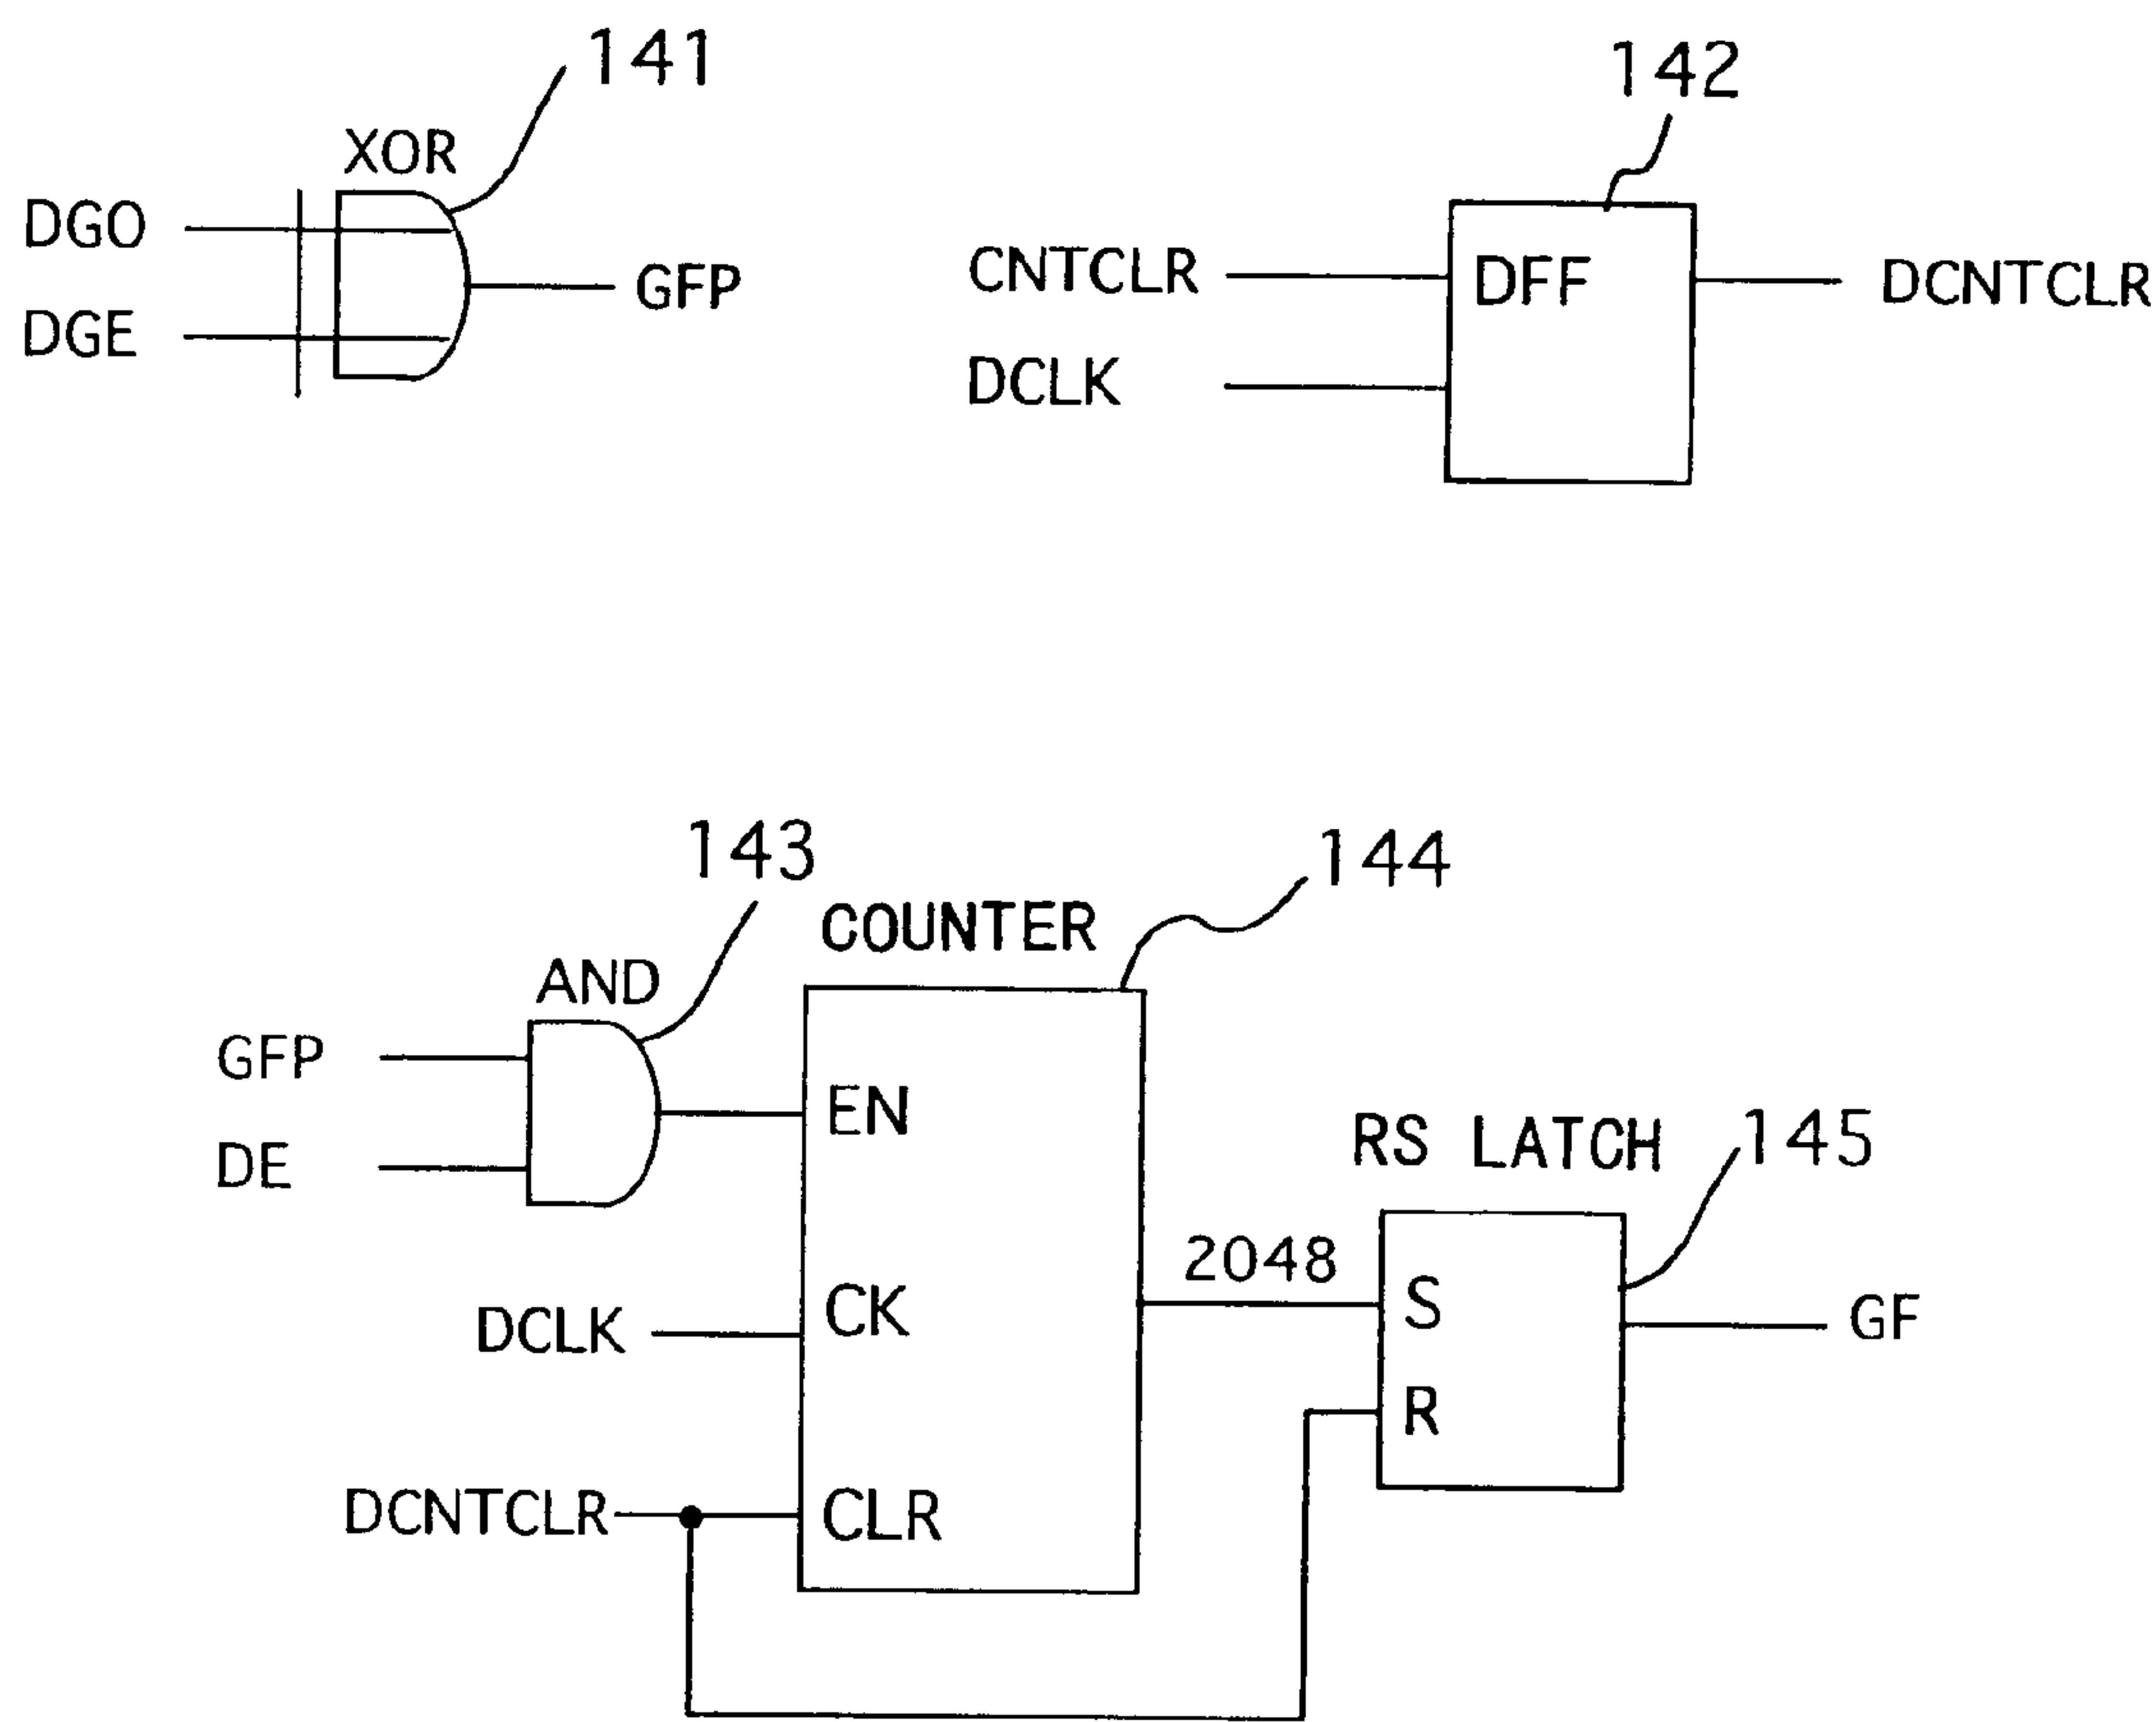 141
142
XOR
DGO
DGE
GFP
CNTCLR
DCLK
DFF
DCNTCLR
143
144
COUNTER
AND
GFP
DE
EN
RS LATCH
145
2048
DCLK
CK
S
GF
R
DCNTCLR
CLR